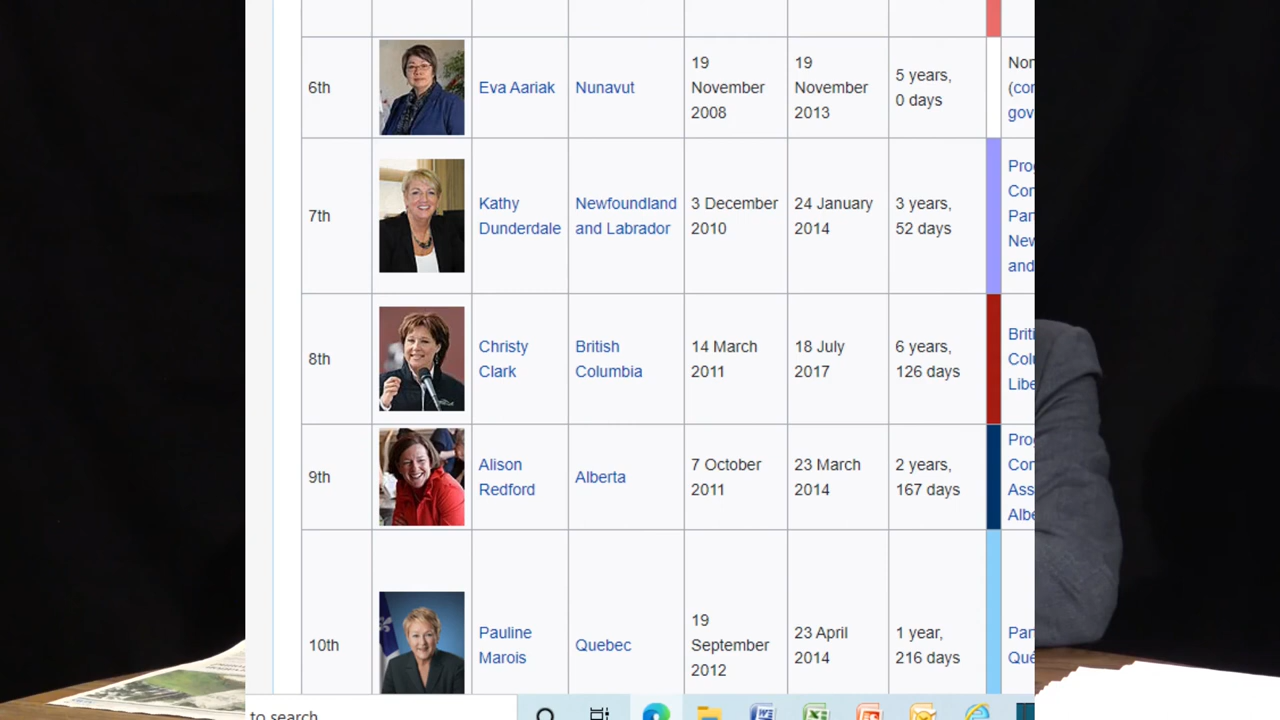 6th
Eva Aariak
Nunavut
19
November
2008
19
November
2013
5 years,
0 days
(
7th
Kathy
Dunderdale
Newfoundland
and Labrador
3 December
2010
24 January
2014
3 years,
52 days
8th
Christy
Clark
British
Columbia
14 March
2011
18 July
2017
6 years,
126 days
9th
Alison
Redford
Alberta
7 October
2011
23 March
2014
2 years,
167 days
10th
Pauline
Marois
Quebec
19
September
2012
23 April
2014
1 year,
216 days
to search